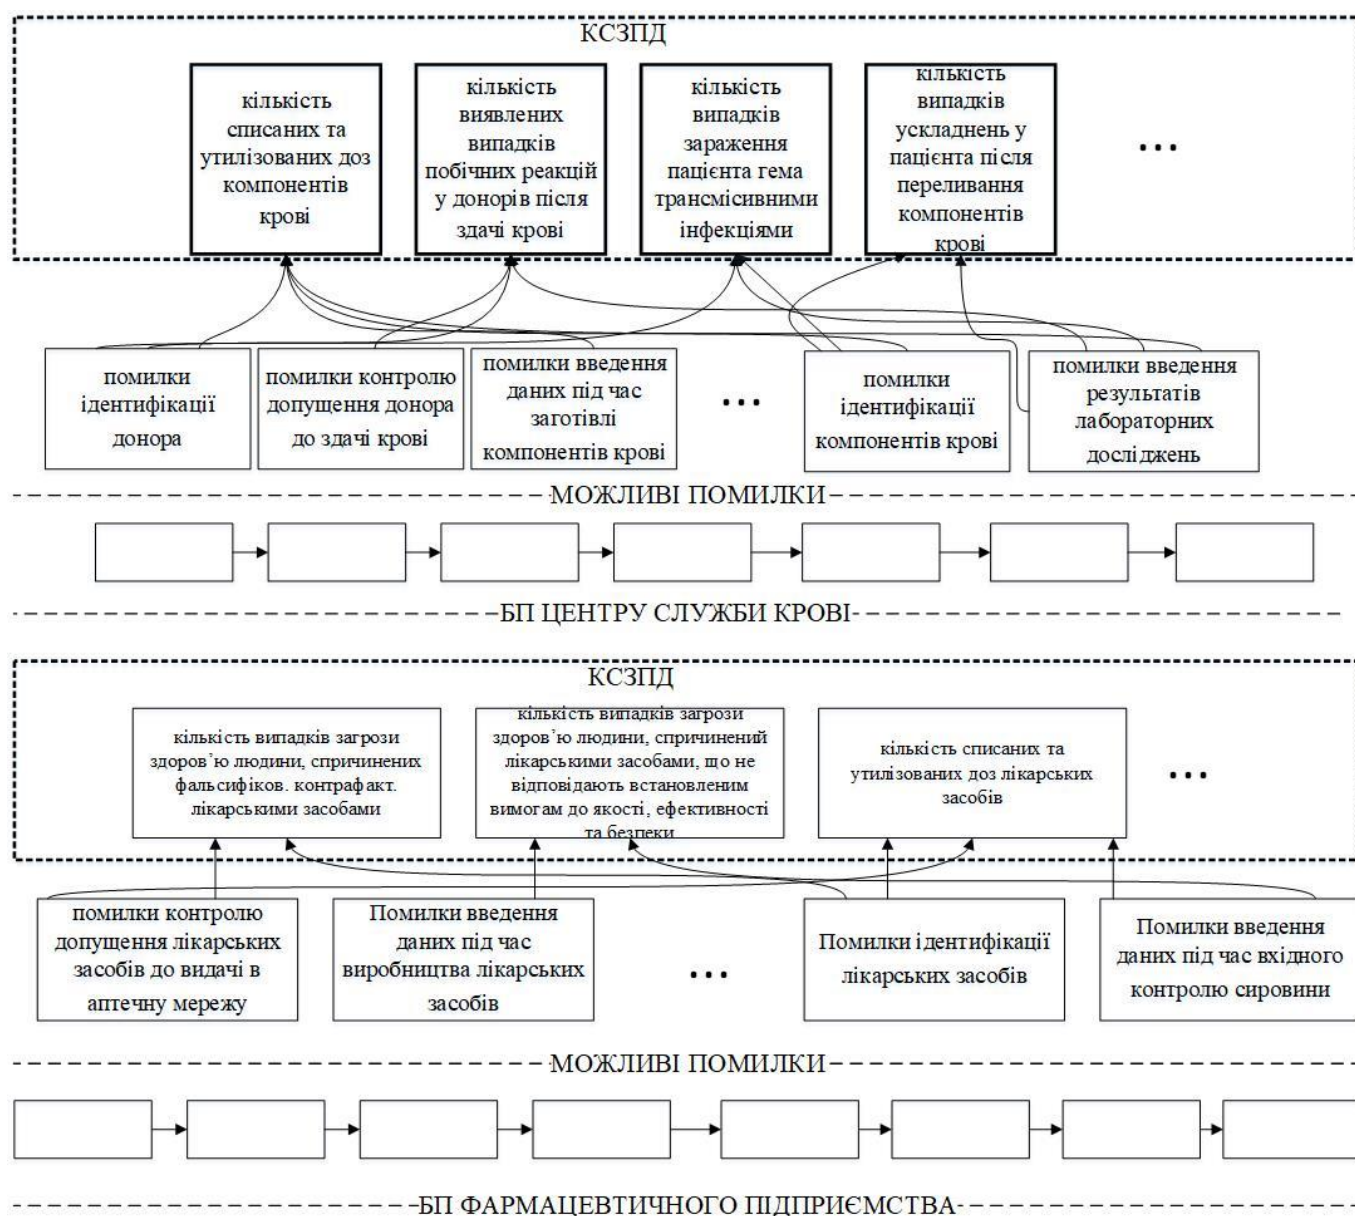 КСЗПД
кількість
списаних та
утилізованих доз
компонентів
крові
кількість
виявлених
випадків
побічних реакцій
у донорів після
здачі крові
кількість
випадків
зараження
пацієнта гема
трансмісивними
інфекціями
кількість
випадків
ускладнень у
пацієнта після
переливання
компонентів
крові
...
помилки
ідентифікації
донора
помилки контролю
допущення донора
до здачі крові
помилки введення
даних під час
заготівлі
компонентів крові
...
помилки
ідентифікації
компонентів крові
помилки введення
результатів
лабораторних
досліджень
МОЖЛИВІ ПОМИЛКИ
БП ЦЕНТРУ СЛУЖБИ КРОВІ
КСЗПД
кількість випадків загрози
здоров’ю людини, спричинених
фальсифіков. контрафакт.
лікарськими засобами
кількість випадків загрози
здоров’ю людини, спричинений
лікарськими засобами, що не
відповідають встановленим
вимогам до якості, ефективності
та безпеки
кількість списаних та
утилізованих доз лікарських
засобів
...
помилки контролю
допущення лікарських
засобів до видачі в
аптечну мережу
Помилки введення
даних під час
виробництва лікарських
засобів
...
Помилки ідентифікації
лікарських засобів
Помилки введення
даних під час вхідного
контролю сировини
МОЖЛИВІ ПОМИЛКИ
БП ФАРМАЦЕВТИЧНОГО ПІДПРИЄМСТВА